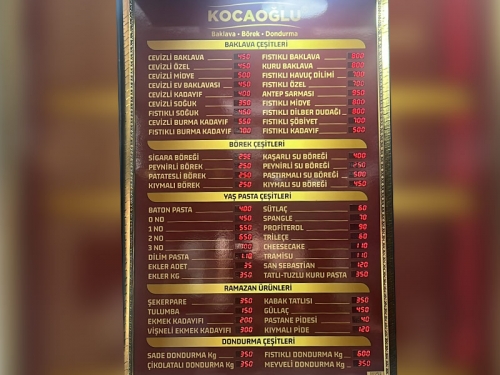 KOCAOĞLU
Baklava • Börek • Dondurma
BAKLAVA ÇEŞİTLERİ
CEVİZLİ BAKLAVA 450
CEVİZLİ ÖZEL 450
CEVİZLİ MİDYE 500
CEVİZLİ EV BAKLAVASI 450
CEVİZLİ KADAYIF 400
CEVİZLİ SOĞUK 350
FISTIKLI SOĞUK 450
CEVİZLİ BURMA KADAYIF 550
FISTIKLI BURMA KADAYIF 700
FISTIKLI BAKLAVA 800
KURU BAKLAVA 800
FISTIKLI HAVUÇ DİLİMİ 700
FISTIKLI ÖZEL 700
ANTEP SARMASI 950
FISTIKLI MİDYE 800
FISTIKLI DİLBER DUDAĞI 800
FISTIKLI ŞÖBİYET 700
FISTIKLI KADAYIF 500
BÖREK ÇEŞİTLERİ
SİGARA BÖREĞİ 250
PEYNİRLİ BÖREK 250
PATATESLİ BÖREK 250
KIYMALI BÖREK 250
KAŞARLI SU BÖREĞİ 400
PEYNİRLİ SU BÖREĞİ 250
PASTIRMALI SU BÖREĞİ 500
KIYMALI SU BÖREĞİ 450
YAŞ PASTA ÇEŞİTLERİ
BATON PASTA 400
0 NO 450
1 NO 550
2 NO 650
3 NO
DİLİM PASTA 110
EKLER ADET 35
EKLER KG 350
SÜTLAÇ 60
SPANGLE 70
PROFİTEROL 90
TRİLEÇE 60
CHEESECAKE 110
TRAMİSU 110
SAN SEBASTİAN 120
TATLI-TUZLU KURU PASTA 350
RAMAZAN ÜRÜNLERİ
ŞEKERPARE 350
TULUMBA 150
EKMEK KADAYIFI 200
VİŞNELİ EKMEK KADAYIFI 300
KABAK TATLISI 350
GÜLLAÇ 450
PASTANE PİDESİ 40
KIYMALI PİDE 120
DONDURMA ÇEŞİTLERİ
SADE DONDURMA Kg 350
ÇİKOLATALI DONDURMA Kg 350
FISTIKLI DONDURMA Kg 600
MEYVELİ DONDURMA Kg 350